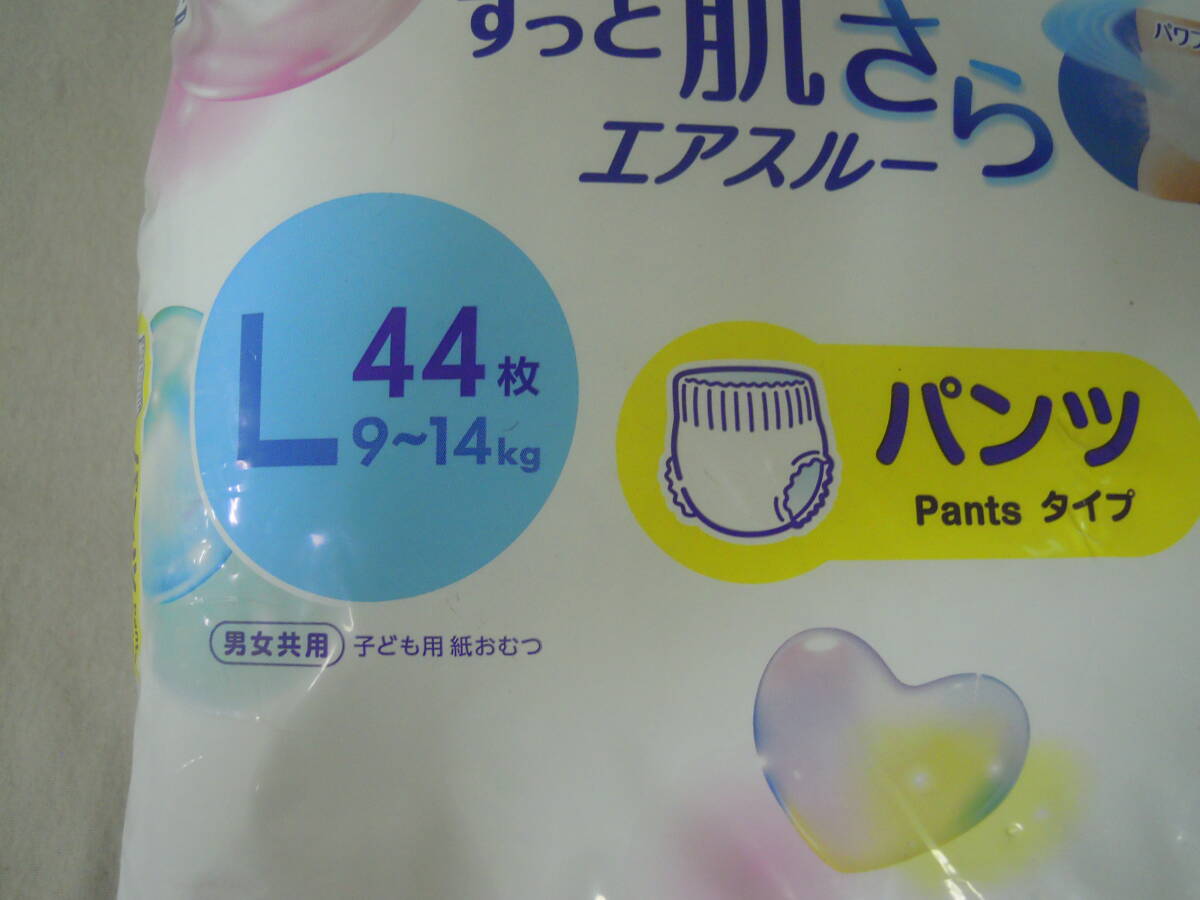 ずっと肌さら
エアスルー
L
44枚
9~14kg
パンツ
Pants タイプ
男女共用 子ども用 紙おむつ